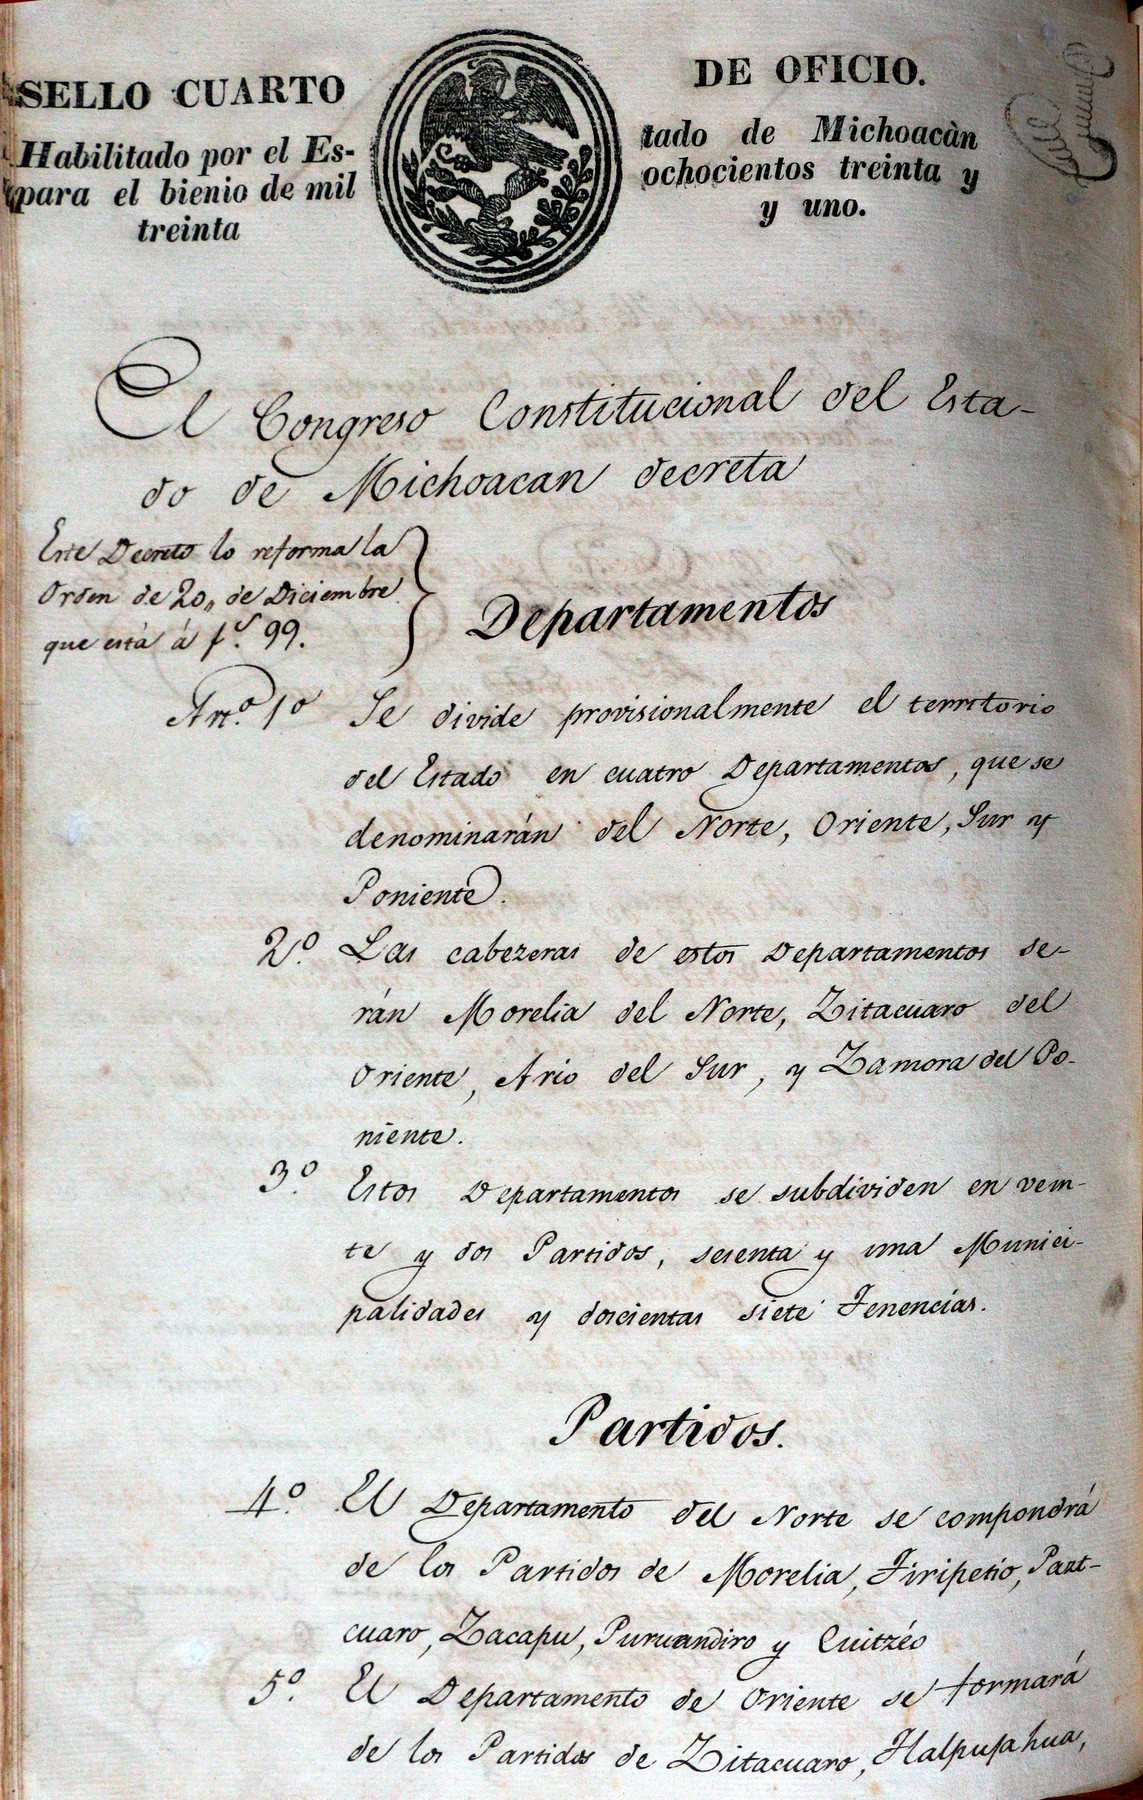 SELLO CUARTO
DE OFICIO.
Habilitado por el Es-
tado de Michoacàn
para el bienio de mil
ochocientos treinta y
treinta
y uno.
El Congreso Constitucional del Esta-
do de Michoacan decreta
Este Decreto lo reforma la
Orden de 20,, de Diciembre
que está á f.s 99.
Departamentos
Art.o 1o Se divide provisionalmente el territorio
del Estado en cuatro Departamentos, que se
denominarán del Norte, Oriente, Sur y
Poniente.
2o. Las cabezeras de estos Departamentos se-
rán Morelia del Norte, Zitacuaro del
Oriente, Ario del Sur, y Zamora del Po-
niente.
3o. Estos Departamentos se subdividen en vein-
te y dos Partidos, sesenta y una Munici-
palidades y doscientas siete Tenencias.
Partidos.
4o. El Departamento del Norte se compondrá
de los Partidos de Morelia, Tiripetio, Patz-
cuaro, Zacapu, Puruandiro y Cuitzéo
5o. El Departamento de Oriente se formará
de los Partidos de Zitacuaro, Tlalpujahua,